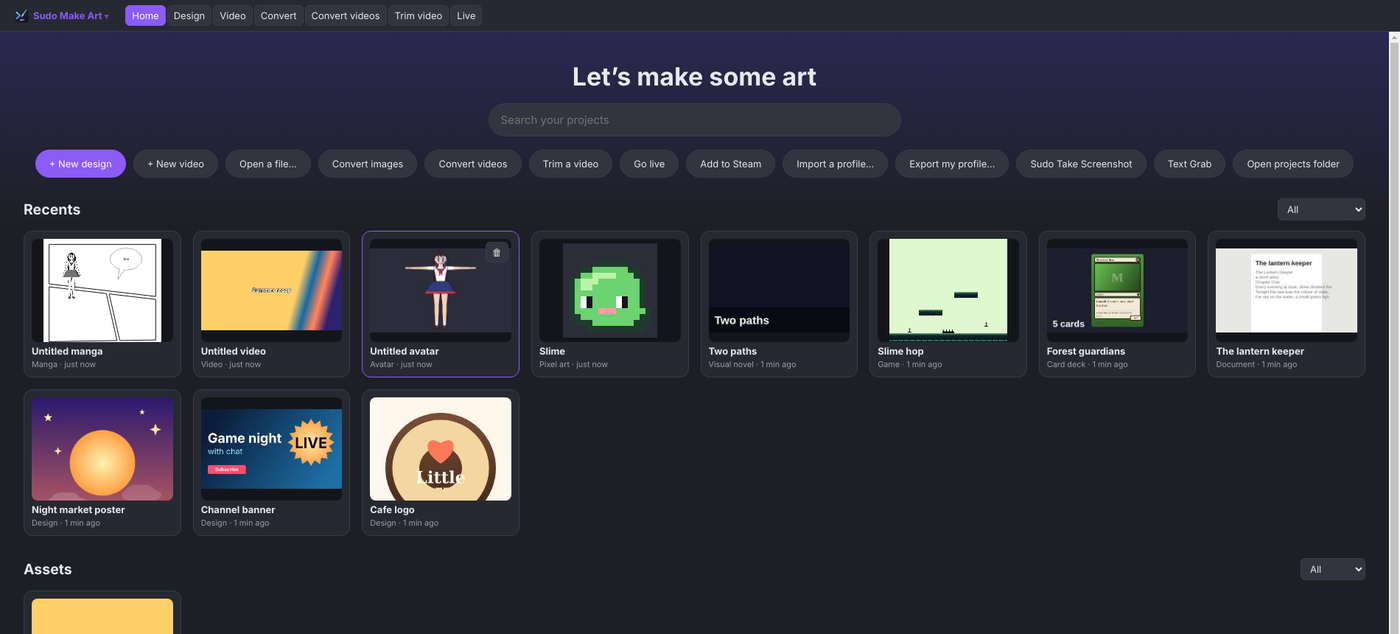 Sudo Make Art ▾
Home
Design
Video
Convert
Convert videos
Trim video
Live
Let's make some art
Search your projects
+ New design
+ New video
Open a file...
Convert images
Convert videos
Trim a video
Go live
Add to Steam
Import a profile...
Export my profile...
Sudo Take Screenshot
Text Grab
Open projects folder
Recents
All
Untitled manga
Manga · just now
Untitled video
Video · just now
Untitled avatar
Avatar · just now
Slime
Pixel art · just now
Two paths
Two paths
Visual novel · 1 min ago
Slime hop
Game · 1 min ago
M
5 cards
Forest guardians
Card deck · 1 min ago
The lantern keeper
The Lantern Keeper
a short story
Chapter One
The lantern keeper
Document · 1 min ago
Night market poster
Design · 1 min ago
Game night
with chat
Subscribe
LIVE
Channel banner
Design · 1 min ago
Little
Cafe logo
Design · 1 min ago
Assets
All